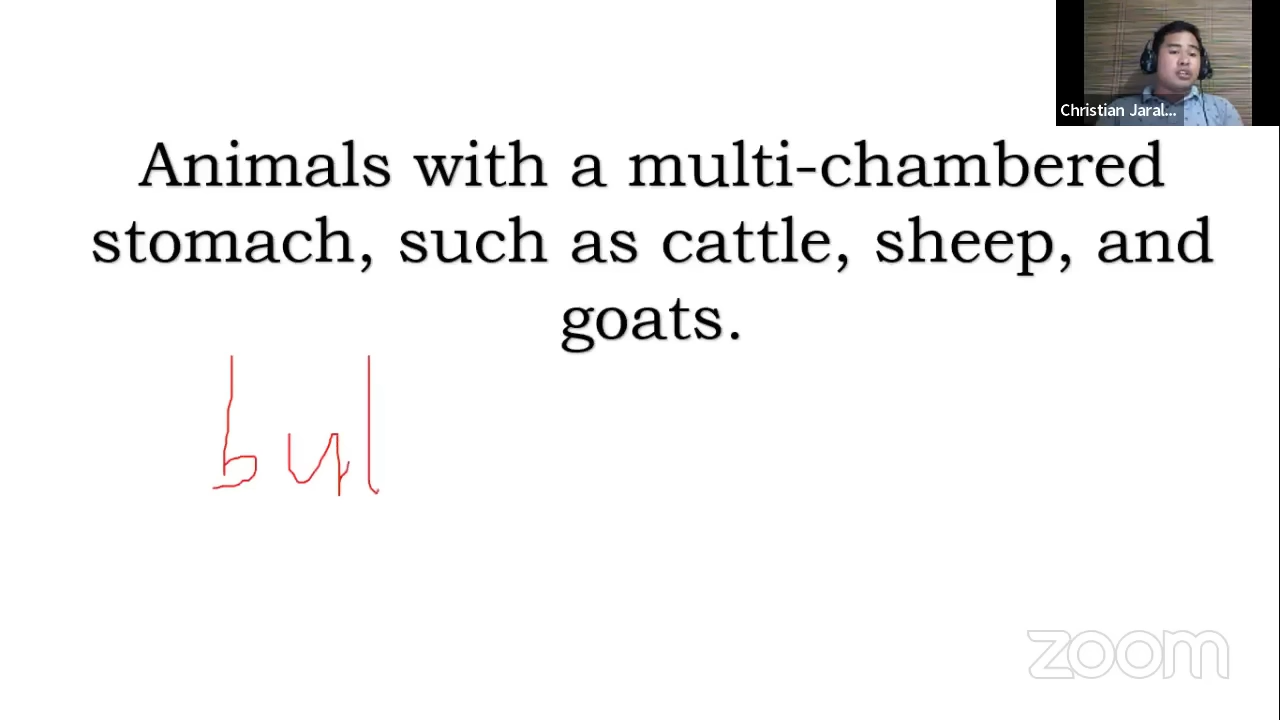 Christian Jaral...
Animals with a multi-chambered
stomach, such as cattle, sheep, and
goats.
bul
zoom